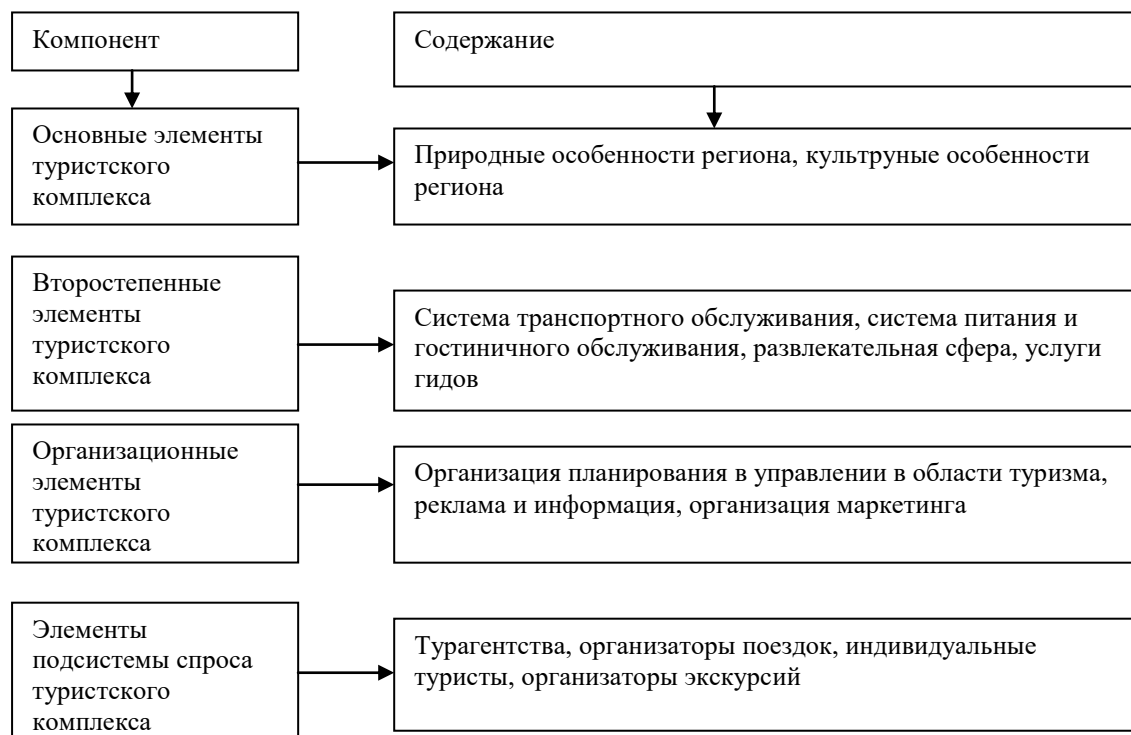 Компонент
Содержание
Основные элементы
туристского
комплекса
Природные особенности региона, культруные особенности
региона
Второстепенные
элементы
туристского
комплекса
Система транспортного обслуживания, система питания и
гостиничного обслуживания, развлекательная сфера, услуги
гидов
Организационные
элементы
туристского
комплекса
Организация планирования в управлении в области туризма,
реклама и информация, организация маркетинга
Элементы
подсистемы спроса
туристского
комплекса
Турагентства, организаторы поездок, индивидуальные
туристы, организаторы экскурсий